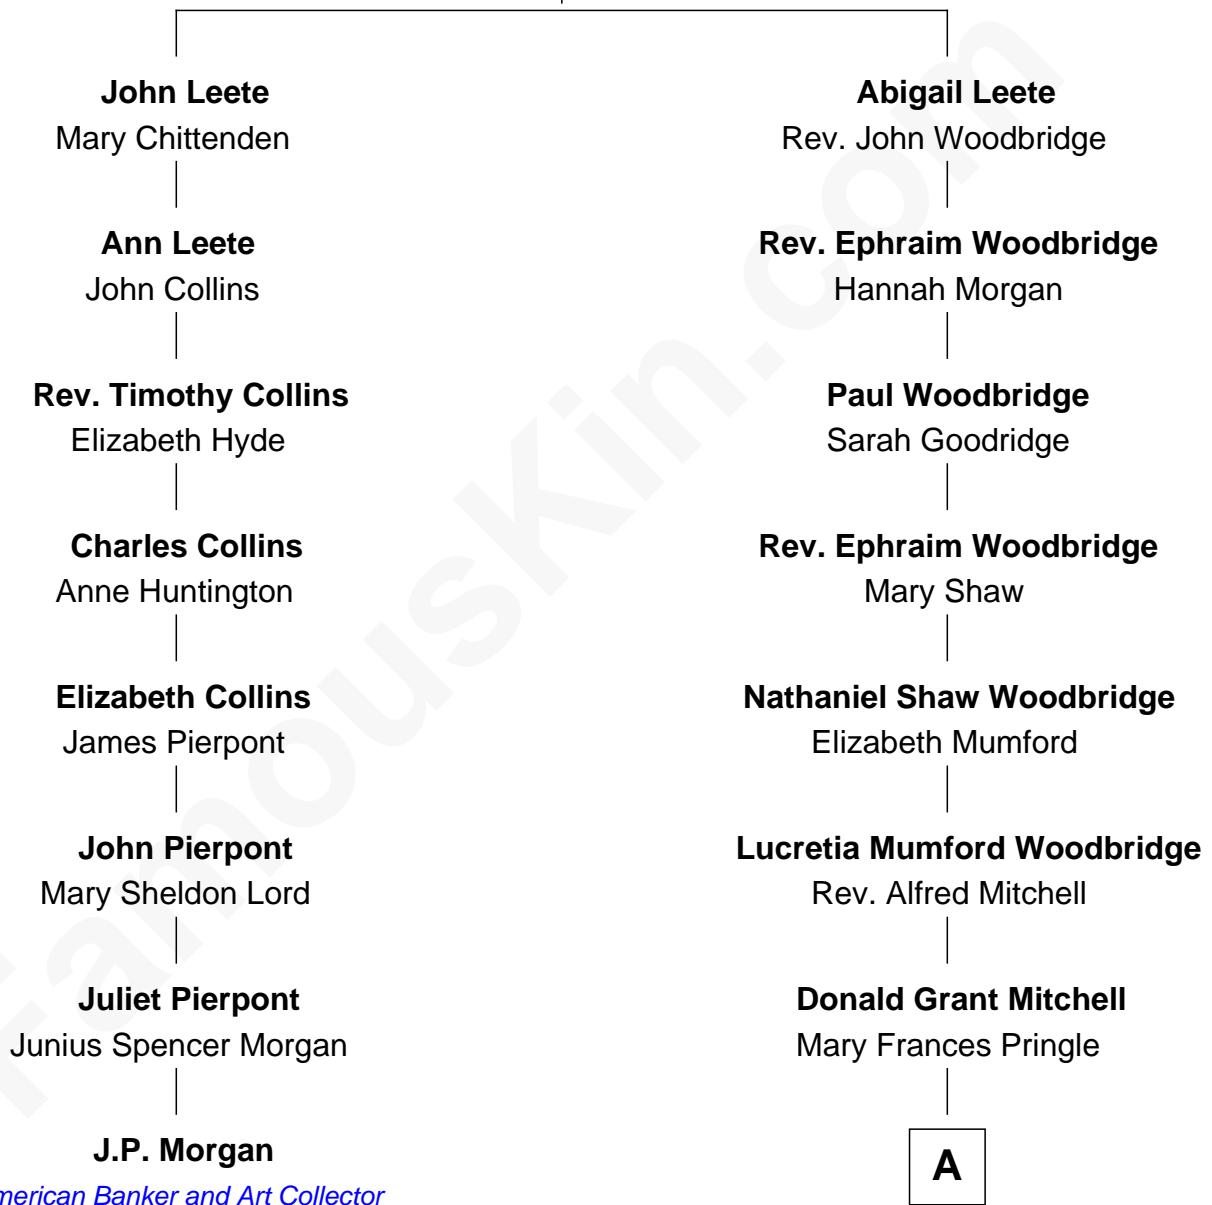 John Leete
Mary Chittenden
Ann Leete
John Collins
Rev. Timothy Collins
Elizabeth Hyde
Charles Collins
Anne Huntington
Elizabeth Collins
James Pierpont
John Pierpont
Mary Sheldon Lord
Juliet Pierpont
Junius Spencer Morgan
J.P. Morgan
merican Banker and Art Collector
Abigail Leete
Rev. John Woodbridge
Rev. Ephraim Woodbridge
Hannah Morgan
Paul Woodbridge
Sarah Goodridge
Rev. Ephraim Woodbridge
Mary Shaw
Nathaniel Shaw Woodbridge
Elizabeth Mumford
Lucretia Mumford Woodbridge
Rev. Alfred Mitchell
Donald Grant Mitchell
Mary Frances Pringle
A
FamousKin.com